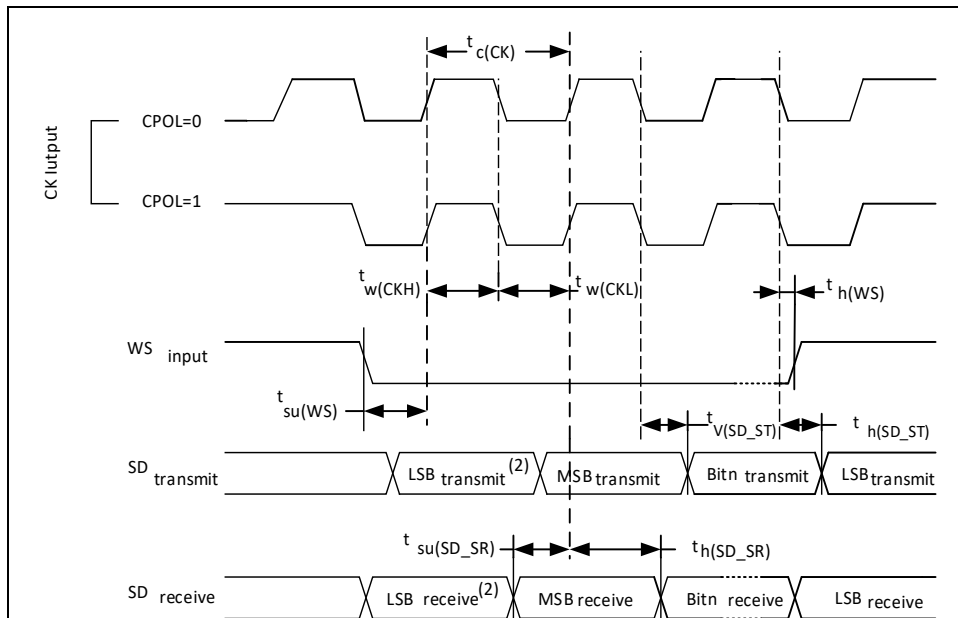 t c(CK)
CK Iutput
CPOL=0
CPOL=1
t w(CKH)
t w(CKL)
t h(WS)
WS input
t su(WS)
t V(SD_ST)
t h(SD_ST)
SD transmit
LSB transmit (2)
MSB transmit
Bitn transmit
LSB transmit
t su(SD_SR)
t h(SD_SR)
SD receive
LSB receive (2)
MSB receive
Bitn receive
LSB receive